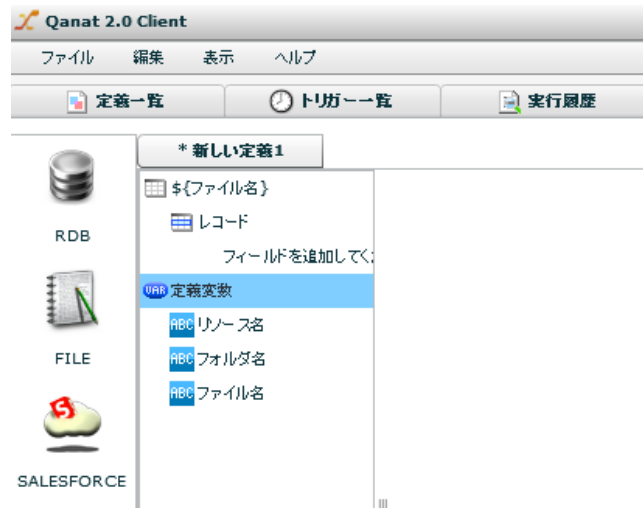 Qanat 2.0 Client
ファイル 編集 表示 ヘルプ
定義一覧 トリガー一覧 実行履歴
* 新しい定義1
${ファイル名}
レコード
フィールドを追加してく
定義変数
ABC リソース名
ABC フォルダ名
ABC ファイル名
RDB
FILE
S
SALESFORCE